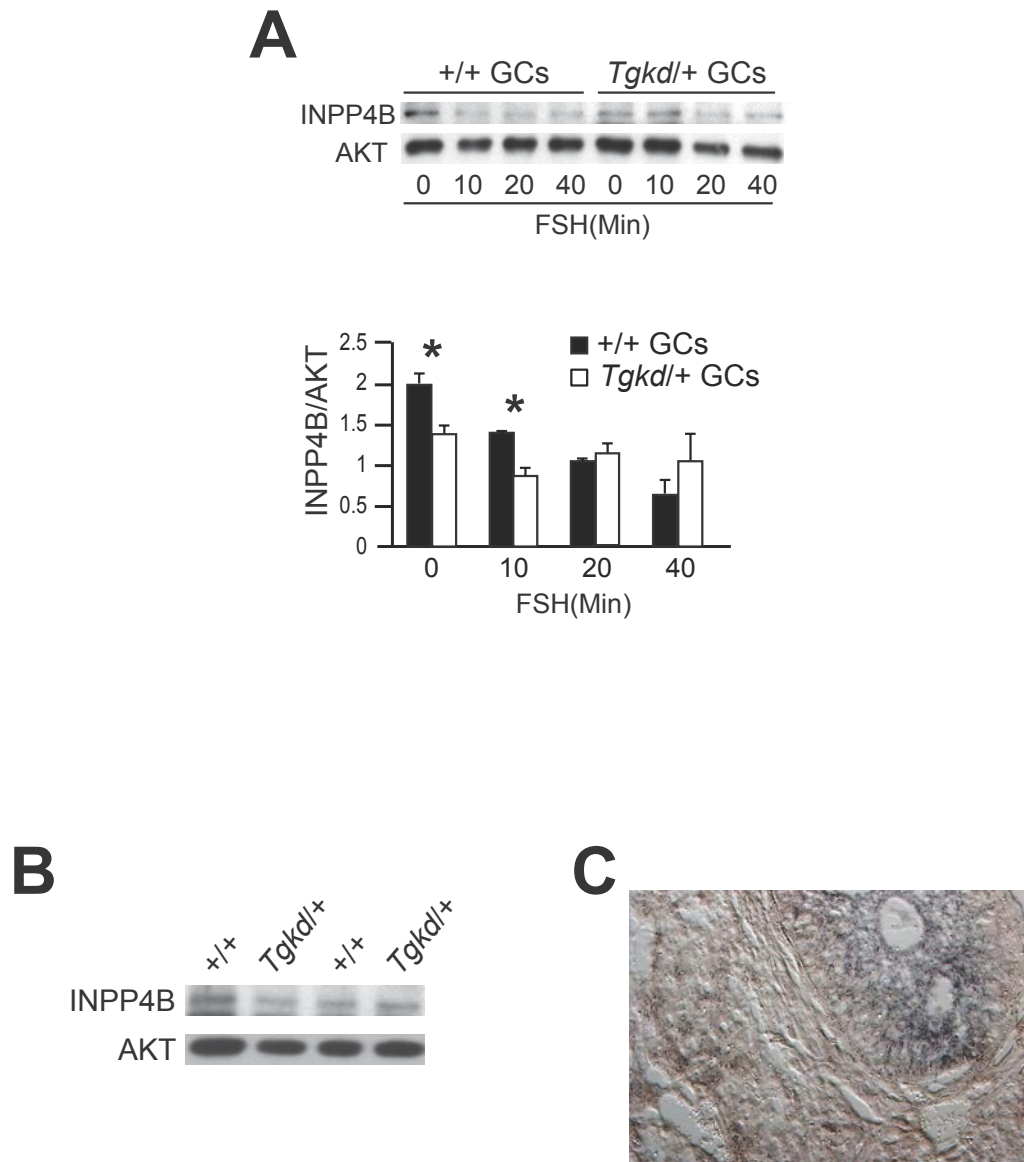 A
+/+ GCs Tgkd/+ GCs
INPP4B
AKT
0 10 20 40 0 10 20 40
FSH(Min)
INPP4B/AKT
2.5
2
1.5
1
0.5
0
*
*
+/+ GCs
Tgkd/+ GCs
0 10 20 40
FSH(Min)
B
+/+ Tgkd/+ +/+ Tgkd/+
INPP4B
AKT
C